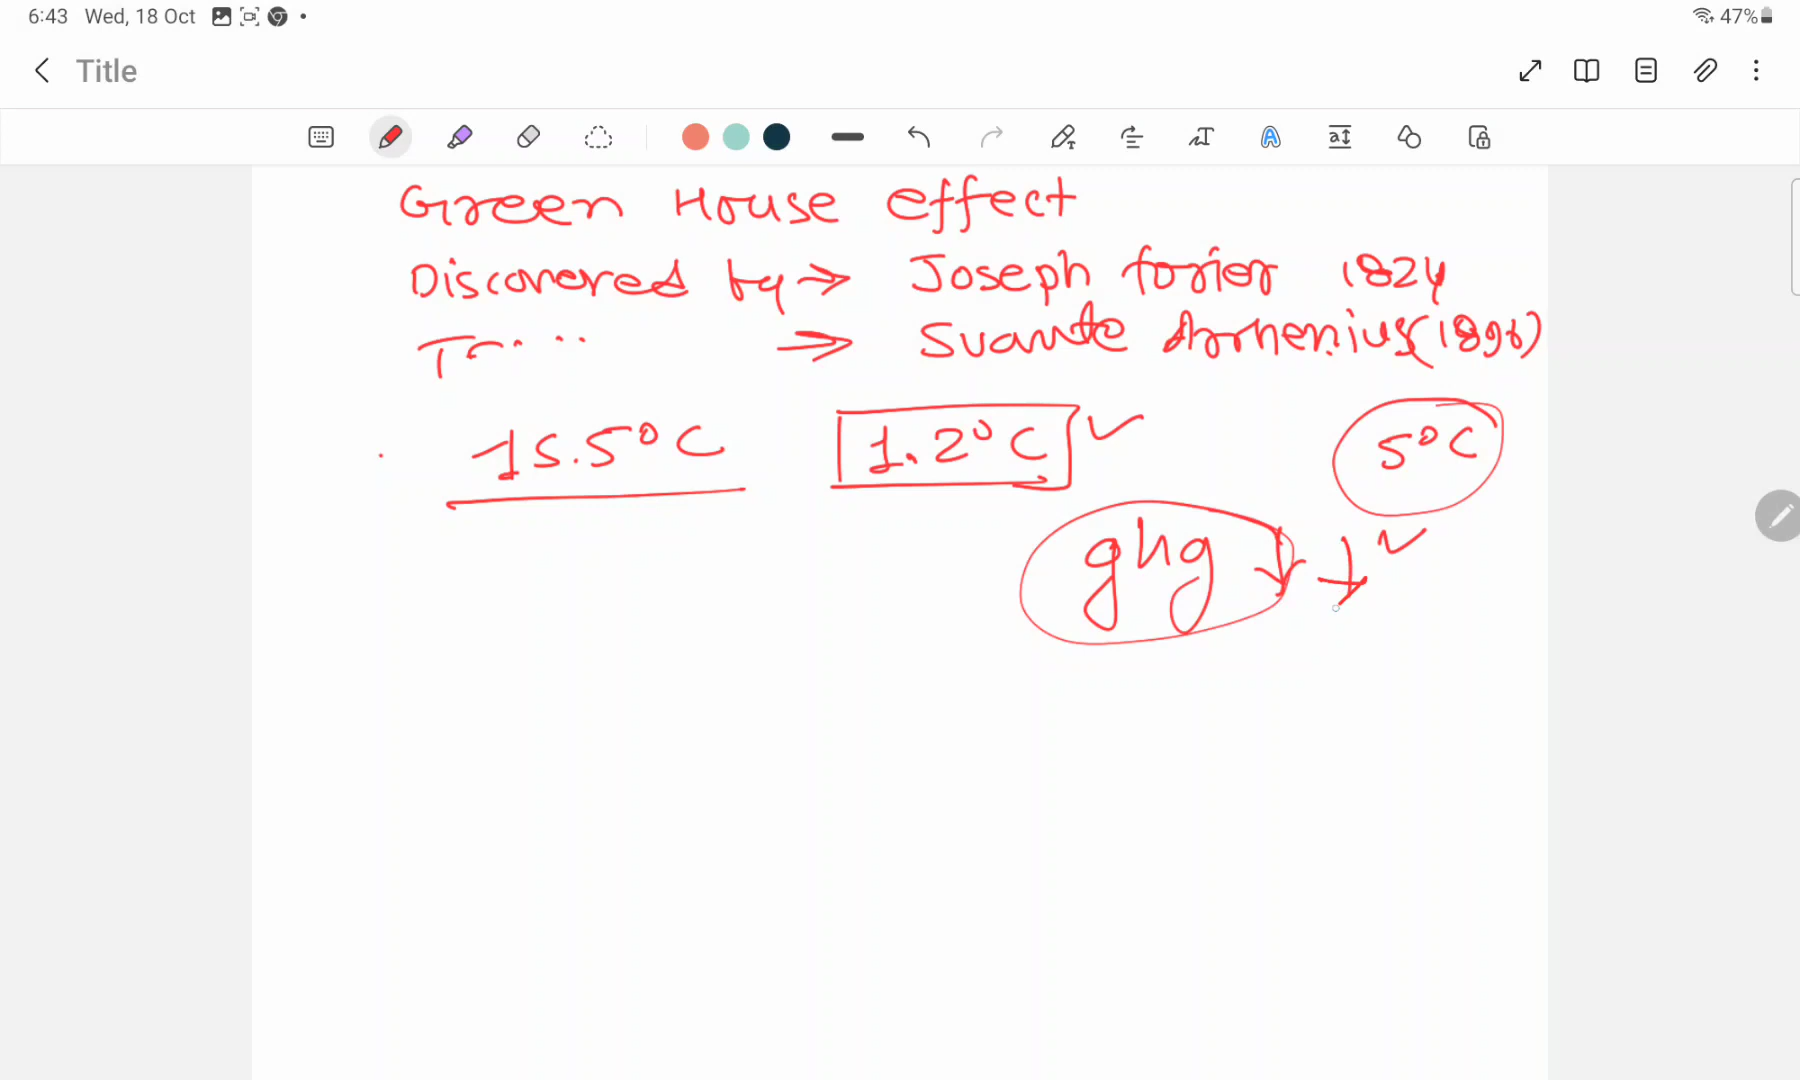 6:43 Wed, 18 Oct 47%
Title
Green House effect
Discovered by → Joseph forier 1824
→ Svante Arrhenius (1896)
15.5°C 1.2°C ✓ 5°C
ghg ↓ ↓ ✓